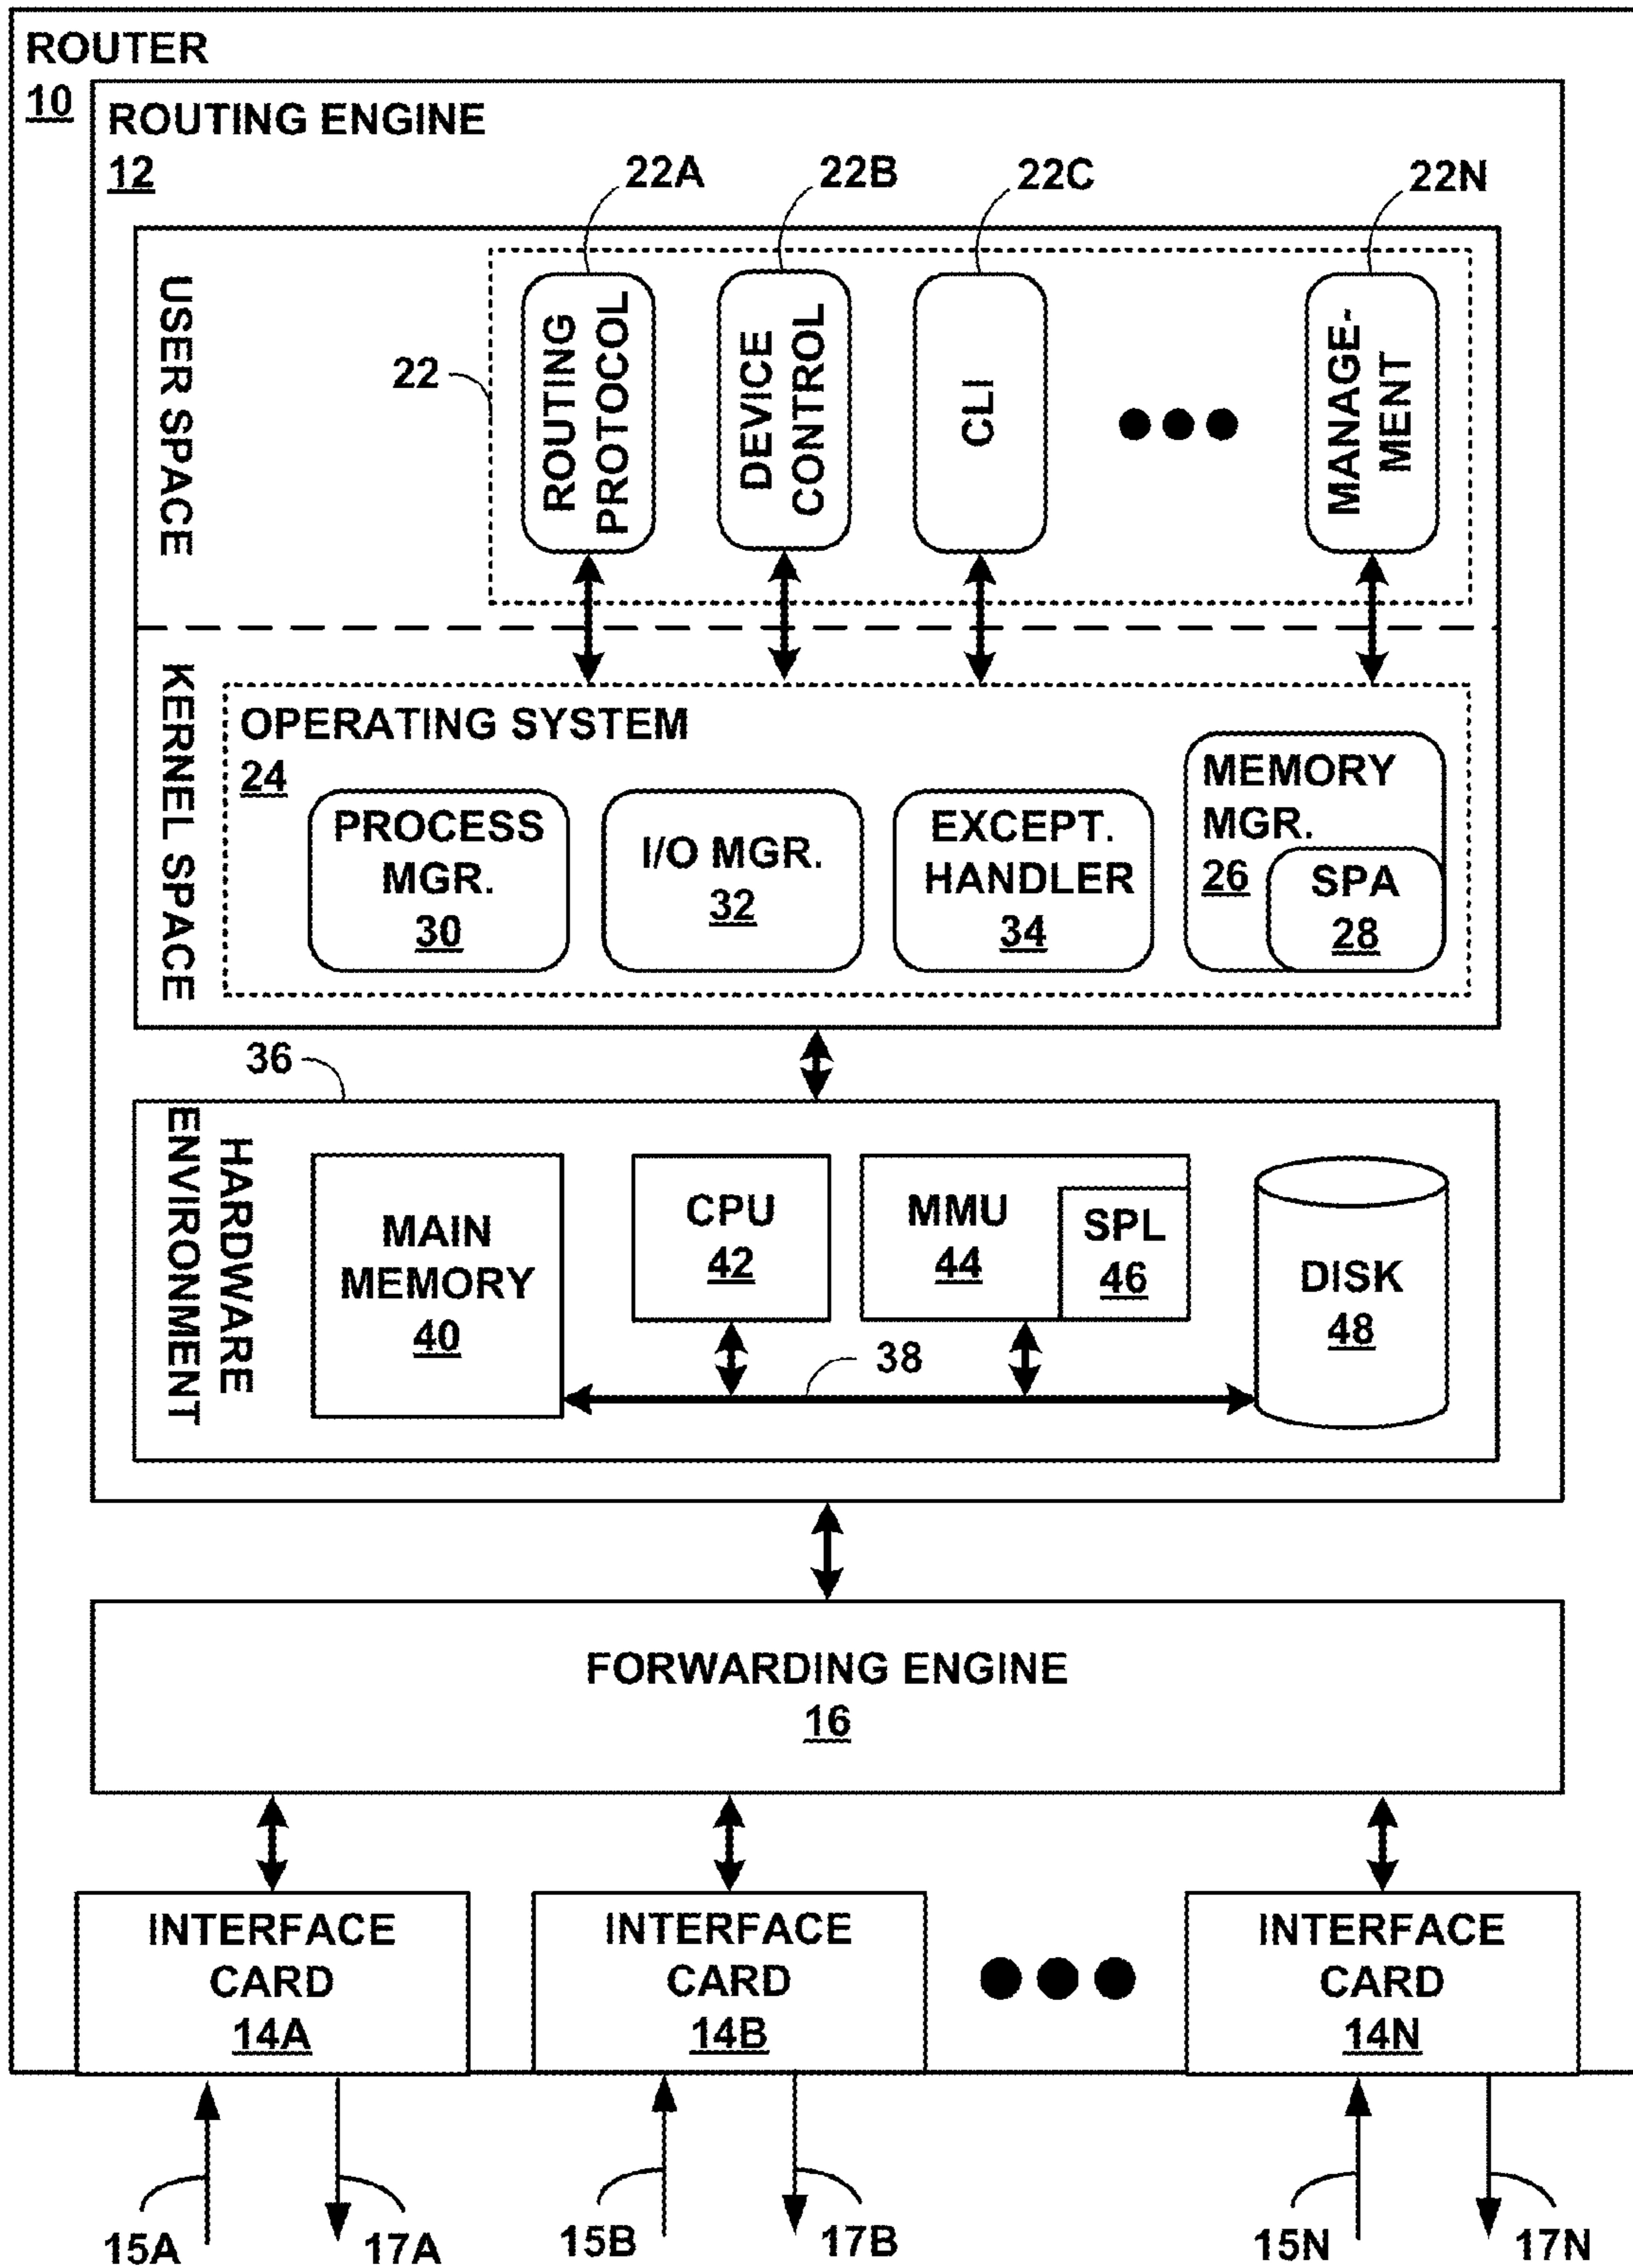 ROUTER
10
ROUTING ENGINE
12
22A
22B
22C
22N
USER SPACE
22
ROUTING
PROTOCOL
DEVICE
CONTROL
CLI
MANAGE-
MENT
KERNEL SPACE
OPERATING SYSTEM
24
PROCESS
MGR.
30
I/O MGR.
32
EXCEPT.
HANDLER
34
MEMORY
MGR.
26
SPA
28
36
HARDWARE
ENVIRONMENT
MAIN
MEMORY
40
CPU
42
MMU
44
SPL
46
DISK
48
38
FORWARDING ENGINE
16
INTERFACE
CARD
14A
INTERFACE
CARD
14B
INTERFACE
CARD
14N
15A
17A
15B
17B
15N
17N